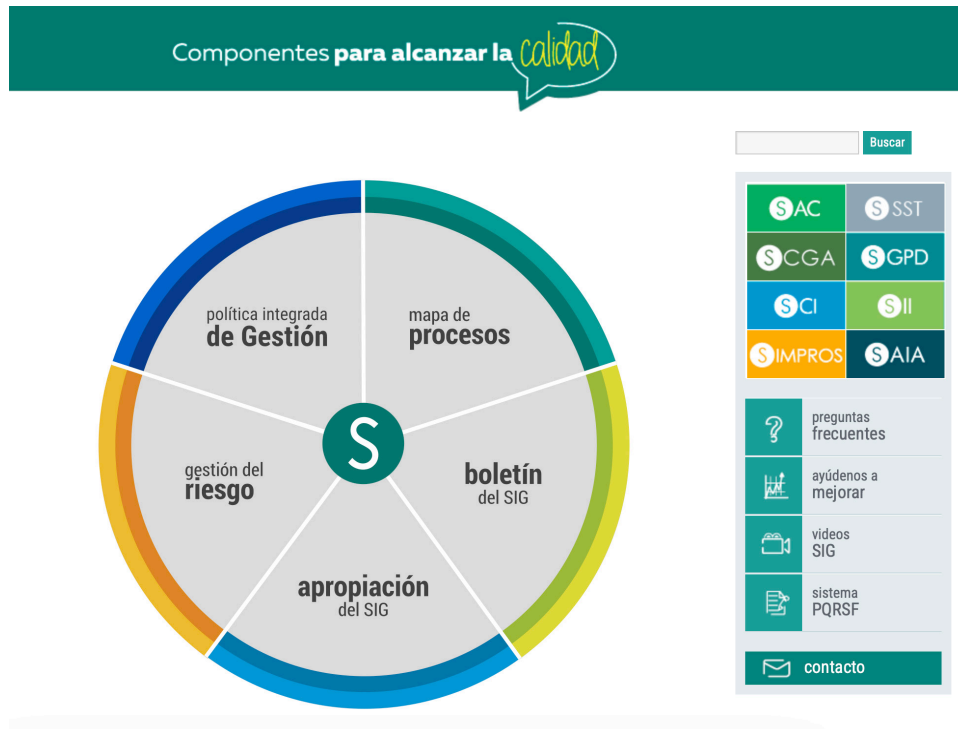 Componentes para alcanzar la calidad
Buscar
política integrada
de Gestión
mapa de
procesos
gestión del
riesgo
S
boletín
del SIG
apropiación
del SIG
SAC
SSST
SCGA
SGPD
SCI
SII
SIMPROS
SAIA
preguntas
frecuentes
ayúdenos a
mejorar
videos
SIG
sistema
PQRSF
contacto